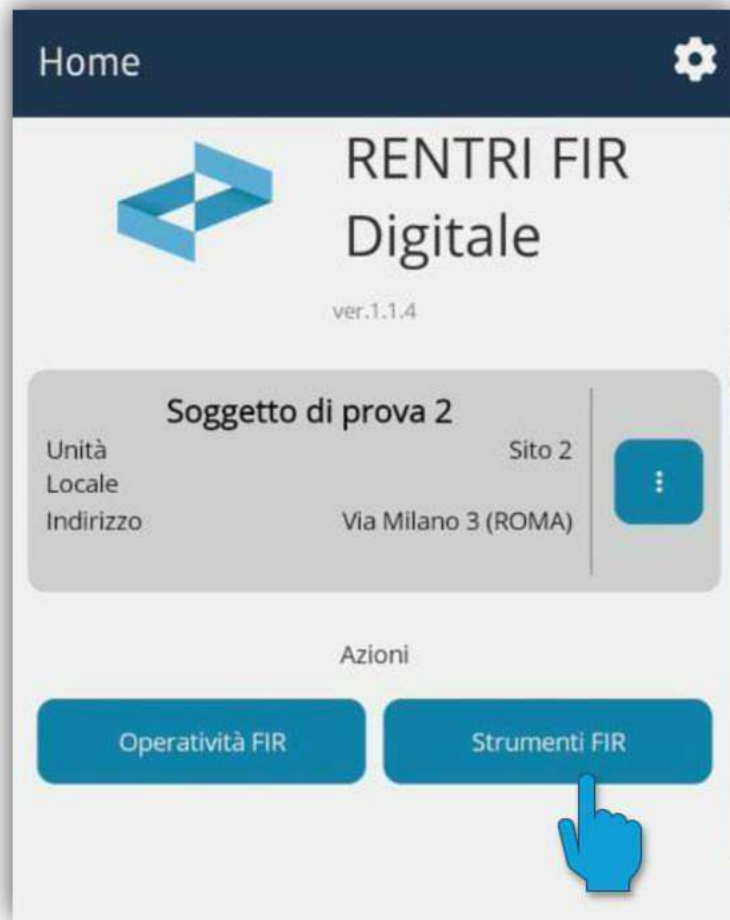 Home
RENTRI FIR
Digitale
ver.1.1.4
Soggetto di prova 2
Unità Sito 2
Locale
Indirizzo Via Milano 3 (ROMA)
Azioni
Operatività FIR Strumenti FIR